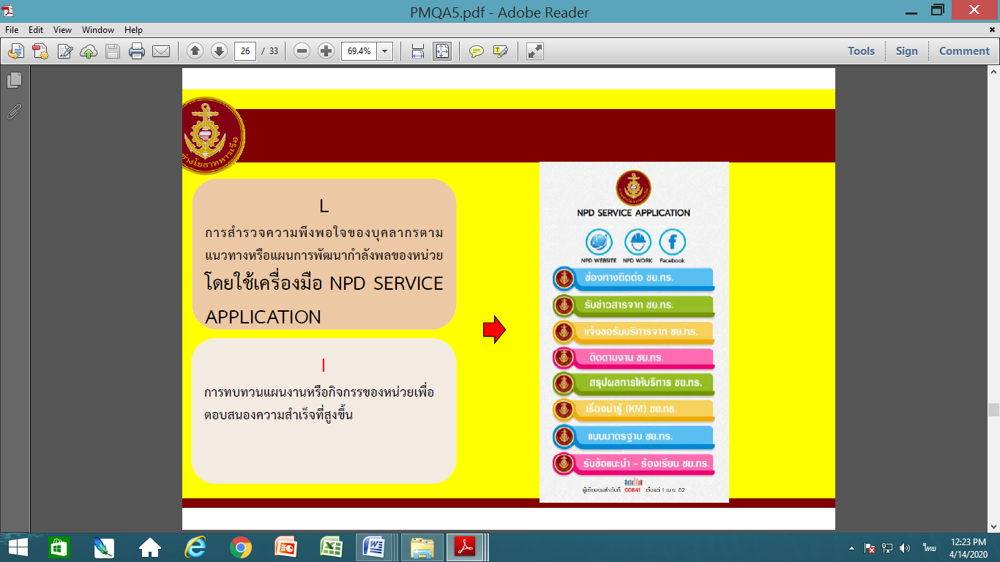 PMQA5.pdf - Adobe Reader
File Edit View Window Help
26 / 33
69.4%
Tools Sign Comment
ช่างโยธาทหารเรือ
L
การสำรวจความพึงพอใจของบุคลากรตาม
แนวทางหรือแผนการพัฒนากำลังพลของหน่วย
โดยใช้เครื่องมือ NPD SERVICE
APPLICATION
I
การทบทวนแผนงานหรือกิจกรรของหน่วยเพื่อ
ตอบสนองความสำเร็จที่สูงขึ้น
NPD SERVICE APPLICATION
NPD WEBSITE NPD WORK Facebook
ช่องทางติดต่อ ชย.ทร.
รับข่าวสารจาก ชย.ทร.
แจ้งขอรับบริการจาก ชย.ทร.
ติดตามงาน ชย.ทร.
สรุปผลการให้บริการ ชย.ทร.
เรื่องน่ารู้ (KM) ชย.ทร.
แบบมาตรฐาน ชย.ทร.
รับข้อแนะนำ – ร้องเรียน ชย.ทร.
ผู้เยี่ยมชมลำดับที่ 00841 ตั้งแต่ 1 เม.ย. 62
ไทย
12:23 PM
4/14/2020